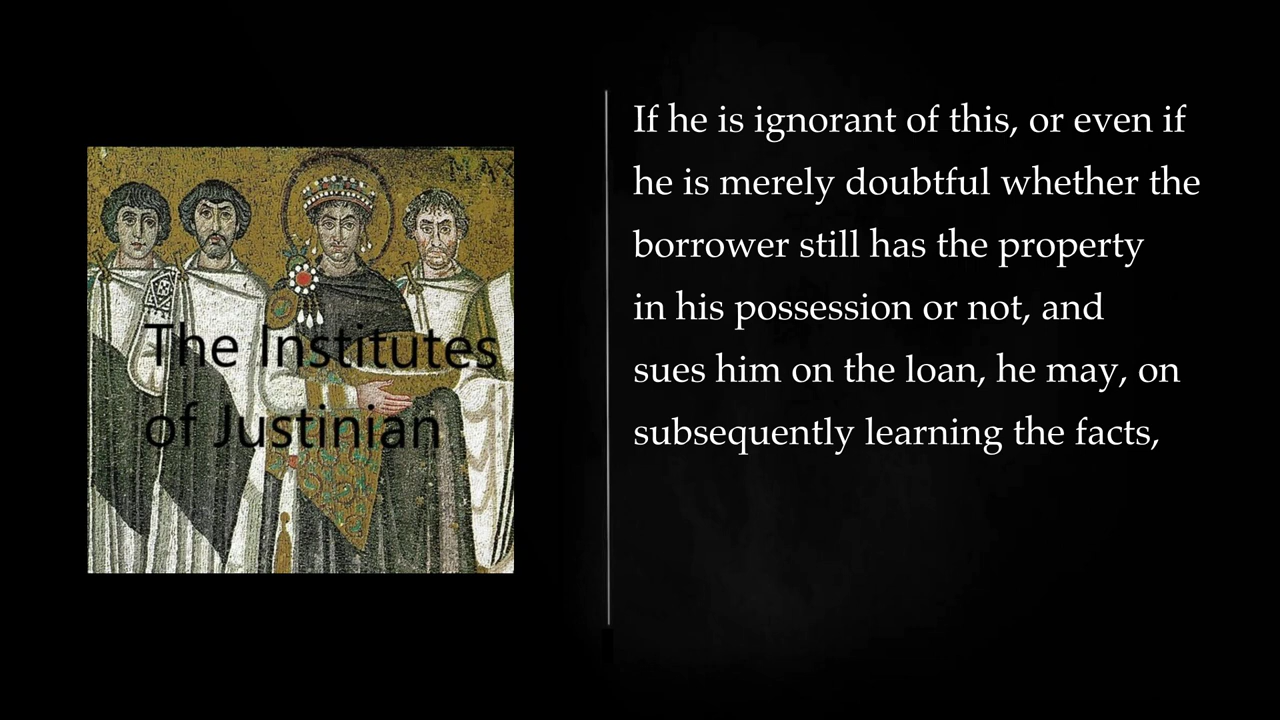 The Institutes
of Justinian
If he is ignorant of this, or even if
he is merely doubtful whether the
borrower still has the property
in his possession or not, and
sues him on the loan, he may, on
subsequently learning the facts,